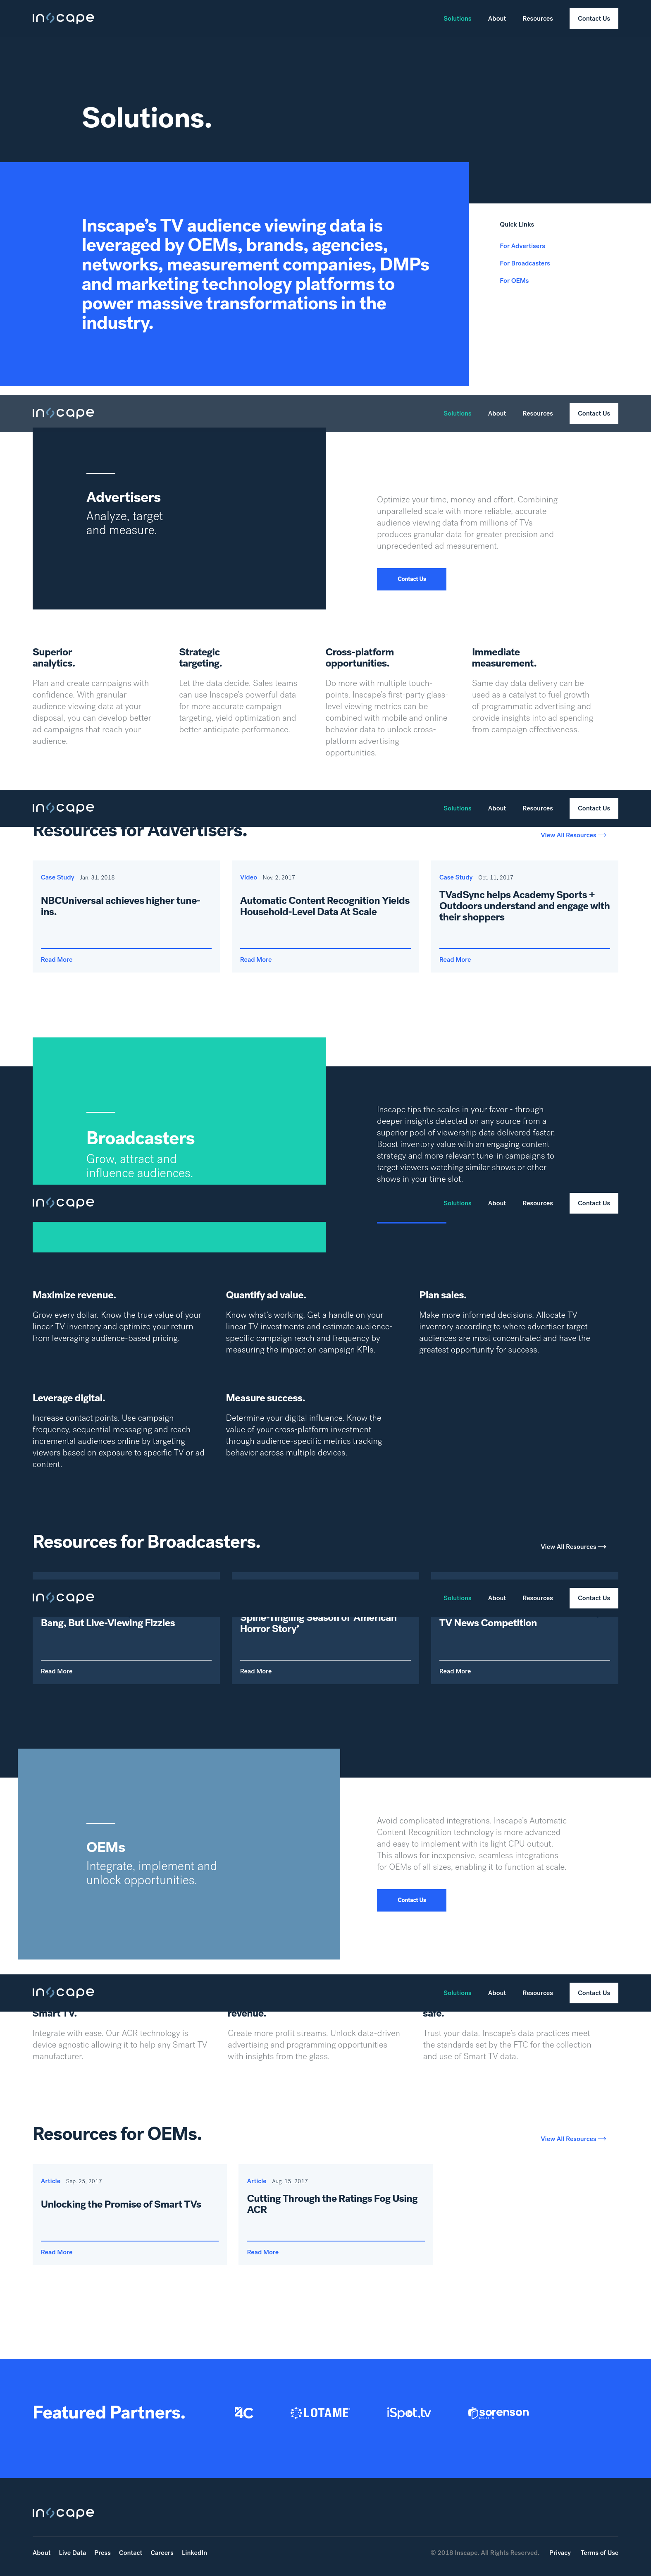 inscape
Solutions
About
Resources
Contact Us
Solutions.
Inscape's TV audience viewing data is
leveraged by OEMs, brands, agencies,
networks, measurement companies, DMPs
and marketing technology platforms to
power massive transformations in the
industry.
Quick Links
For Advertisers
For Broadcasters
For OEMs
inscape
Solutions
About
Resources
Contact Us
Advertisers
Analyze, target
and measure.
Optimize your time, money and effort. Combining
unparalleled scale with more reliable, accurate
audience viewing data from millions of TVs
produces granular data for greater precision and
unprecedented ad measurement.
Contact Us
Superior
analytics.
Plan and create campaigns with
confidence. With granular
audience viewing data at your
disposal, you can develop better
ad campaigns that reach your
audience.
Strategic
targeting.
Let the data decide. Sales teams
can use Inscape's powerful data
for more accurate campaign
targeting, yield optimization and
better anticipate performance.
Cross-platform
opportunities.
Do more with multiple touch-
points. Inscape's first-party glass-
level viewing metrics can be
combined with mobile and online
behavior data to unlock cross-
platform advertising
opportunities.
Immediate
measurement.
Same day data delivery can be
used as a catalyst to fuel growth
of programmatic advertising and
provide insights into ad spending
from campaign effectiveness.
inscape
Solutions
About
Resources
Contact Us
Resources for Advertisers.
View All Resources
Case Study Jan. 31, 2018
NBCUniversal achieves higher tune-
ins.
Read More
Video Nov. 2, 2017
Automatic Content Recognition Yields
Household-Level Data At Scale
Read More
Case Study Oct. 11, 2017
TVadSync helps Academy Sports +
Outdoors understand and engage with
their shoppers
Read More
Broadcasters
Grow, attract and
influence audiences.
Inscape tips the scales in your favor - through
deeper insights detected on any source from a
superior pool of viewership data delivered faster.
Boost inventory value with an engaging content
strategy and more relevant tune-in campaigns to
target viewers watching similar shows or other
shows in your time slot.
inscape
Solutions
About
Resources
Contact Us
Maximize revenue.
Grow every dollar. Know the true value of your
linear TV inventory and optimize your return
from leveraging audience-based pricing.
Quantify ad value.
Know what's working. Get a handle on your
linear TV investments and estimate audience-
specific campaign reach and frequency by
measuring the impact on campaign KPIs.
Plan sales.
Make more informed decisions. Allocate TV
inventory according to where advertiser target
audiences are most concentrated and have the
greatest opportunity for success.
Leverage digital.
Increase contact points. Use campaign
frequency, sequential messaging and reach
incremental audiences online by targeting
viewers based on exposure to specific TV or ad
content.
Measure success.
Determine your digital influence. Know the
value of your cross-platform investment
through audience-specific metrics tracking
behavior across multiple devices.
Resources for Broadcasters.
View All Resources
inscape
Solutions
About
Resources
Contact Us
Bang, But Live-Viewing Fizzles
Read More
Spine-Tingling Season of 'American
Horror Story'
Read More
TV News Competition
Read More
OEMs
Integrate, implement and
unlock opportunities.
Avoid complicated integrations. Inscape's Automatic
Content Recognition technology is more advanced
and easy to implement with its light CPU output.
This allows for inexpensive, seamless integrations
for OEMs of all sizes, enabling it to function at scale.
Contact Us
inscape
Solutions
About
Resources
Contact Us
Smart TV.
Integrate with ease. Our ACR technology is
device agnostic allowing it to help any Smart TV
manufacturer.
revenue.
Create more profit streams. Unlock data-driven
advertising and programming opportunities
with insights from the glass.
safe.
Trust your data. Inscape's data practices meet
the standards set by the FTC for the collection
and use of Smart TV data.
Resources for OEMs.
View All Resources
Article Sep. 25, 2017
Unlocking the Promise of Smart TVs
Read More
Article Aug. 15, 2017
Cutting Through the Ratings Fog Using
ACR
Read More
Featured Partners.
4C
LOTAME
iSpot.tv
sorenson
MEDIA
inscape
About
Live Data
Press
Contact
Careers
LinkedIn
© 2018 Inscape. All Rights Reserved.
Privacy
Terms of Use